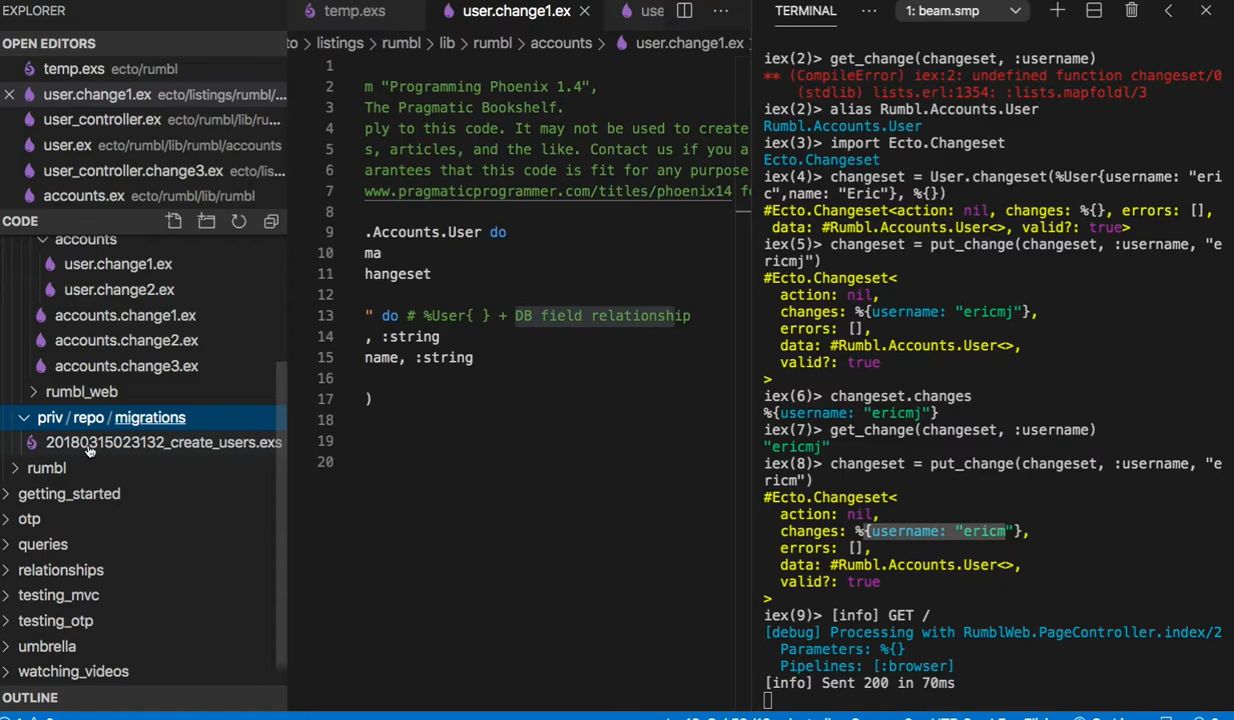 EXPLORER
OPEN EDITORS
temp.exs ecto/rumbl
user.change1.ex ecto/listings/rumbl/...
user_controller.ex ecto/rumbl/lib/ru...
user.ex ecto/rumbl/lib/rumbl/accounts
user_controller.change3.ex ecto/lis...
accounts.ex ecto/rumbl/lib/rumbl
CODE
accounts
user.change1.ex
user.change2.ex
accounts.change1.ex
accounts.change2.ex
accounts.change3.ex
rumbl_web
priv / repo / migrations
20180315023132_create_users.exs
rumbl
getting_started
otp
queries
relationships
testing_mvc
testing_otp
umbrella
watching_videos
OUTLINE
temp.exs user.change1.ex use
to > listings > rumbl > lib > rumbl > accounts > user.change1.ex >
1
2 m "Programming Phoenix 1.4",
3 The Pragmatic Bookshelf.
4 ply to this code. It may not be used to create
5 s, articles, and the like. Contact us if you a
6 arantees that this code is fit for any purpose
7 www.pragmaticprogrammer.com/titles/phoenix14 fo
8
9 .Accounts.User do
10 ma
11 hangeset
12
13 " do # %User{ } + DB field relationship
14 , :string
15 name, :string
16
17 )
18
19
20
TERMINAL ... 1: beam.smp
iex(2)> get_change(changeset, :username)
** (CompileError) iex:2: undefined function changeset/0
(stdlib) lists.erl:1354: :lists.mapfoldl/3
iex(2)> alias Rumbl.Accounts.User
Rumbl.Accounts.User
iex(3)> import Ecto.Changeset
Ecto.Changeset
iex(4)> changeset = User.changeset(%User{username: "eri
c",name: "Eric"}, %{})
#Ecto.Changeset<action: nil, changes: %{}, errors: [],
data: #Rumbl.Accounts.User<>, valid?: true>
iex(5)> changeset = put_change(changeset, :username, "e
ricmj")
#Ecto.Changeset<
action: nil,
changes: %{username: "ericmj"},
errors: [],
data: #Rumbl.Accounts.User<>,
valid?: true
>
iex(6)> changeset.changes
%{username: "ericmj"}
iex(7)> get_change(changeset, :username)
"ericmj"
iex(8)> changeset = put_change(changeset, :username, "e
ricm")
#Ecto.Changeset<
action: nil,
changes: %{username: "ericm"},
errors: [],
data: #Rumbl.Accounts.User<>,
valid?: true
>
iex(9)> [info] GET /
[debug] Processing with RumblWeb.PageController.index/2
Parameters: %{}
Pipelines: [:browser]
[info] Sent 200 in 70ms